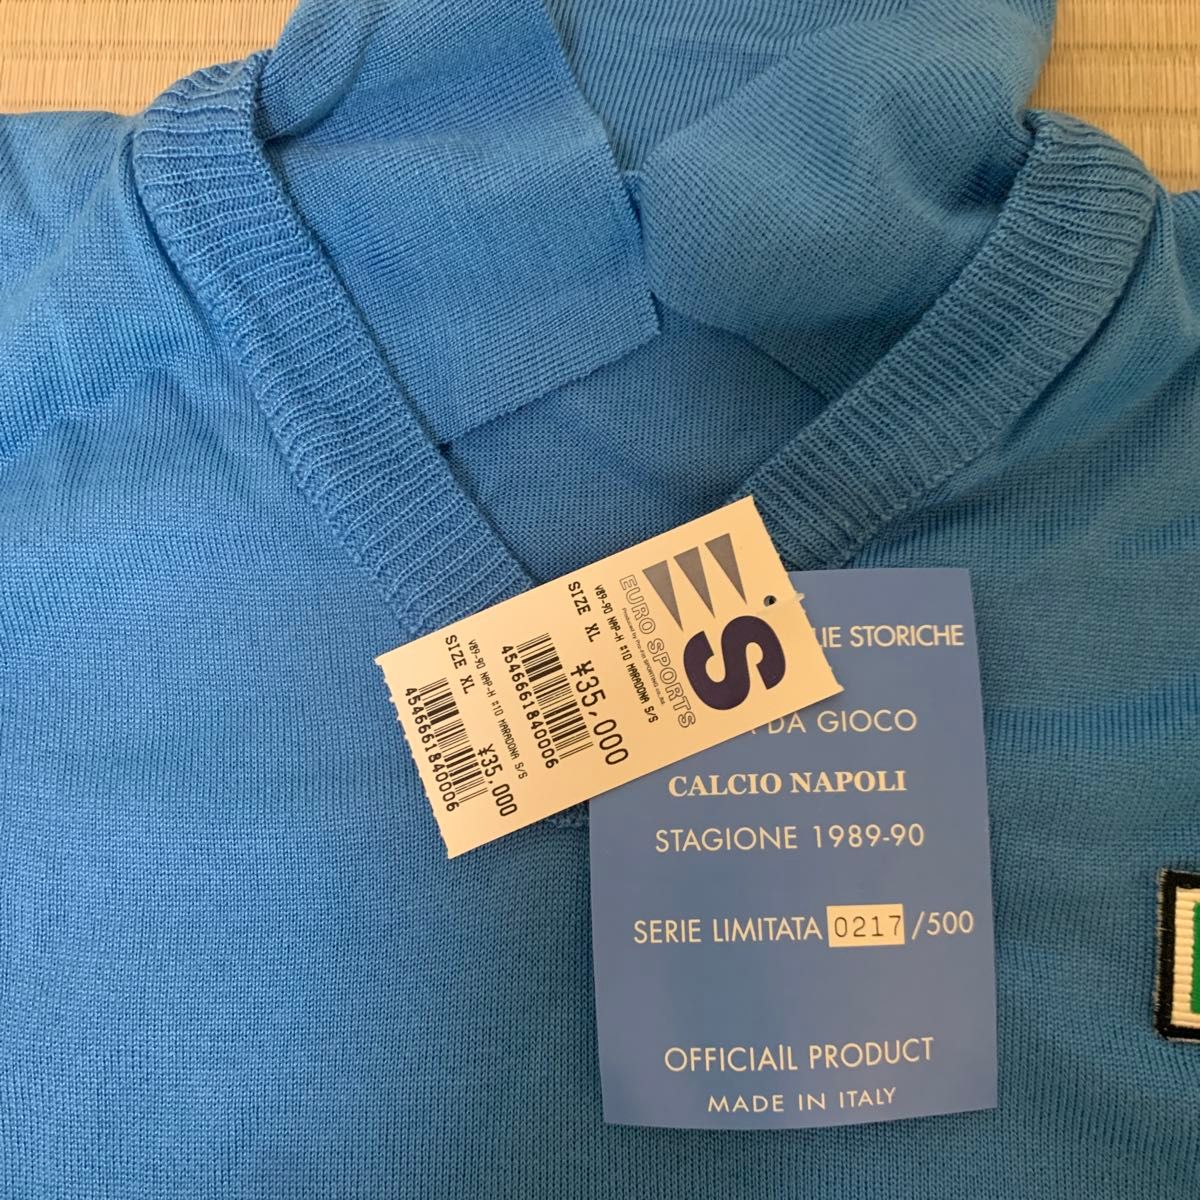 S
EURO SPORTS
V89-90 NAP-H #10 MARADONA S/S
SIZE XL
¥35,000
4546661840006
V89-90 NAP-H #10 MARADONA S/S
SIZE XL
¥35,000
4546661840006
LIE STORICHE
DA GIOCO
CALCIO NAPOLI
STAGIONE 1989-90
SERIE LIMITATA 0217 /500
OFFICIAIL PRODUCT
MADE IN ITALY